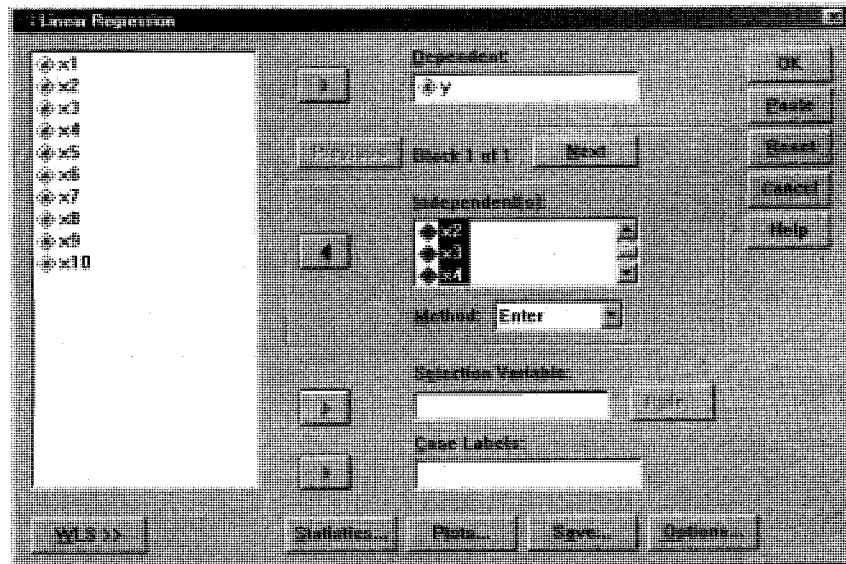 Linear Regression
x1
x2
x3
x4
x5
x6
x7
x8
x9
x10
Dependent:
y
Previous
Block 1 of 1
Next
Independent(s):
x2
x3
x4
Method:
Enter
Selection Variable:
Rule...
Case Labels:
WLS >>
Statistics...
Plots...
Save...
Options...
OK
Paste
Reset
Cancel
Help